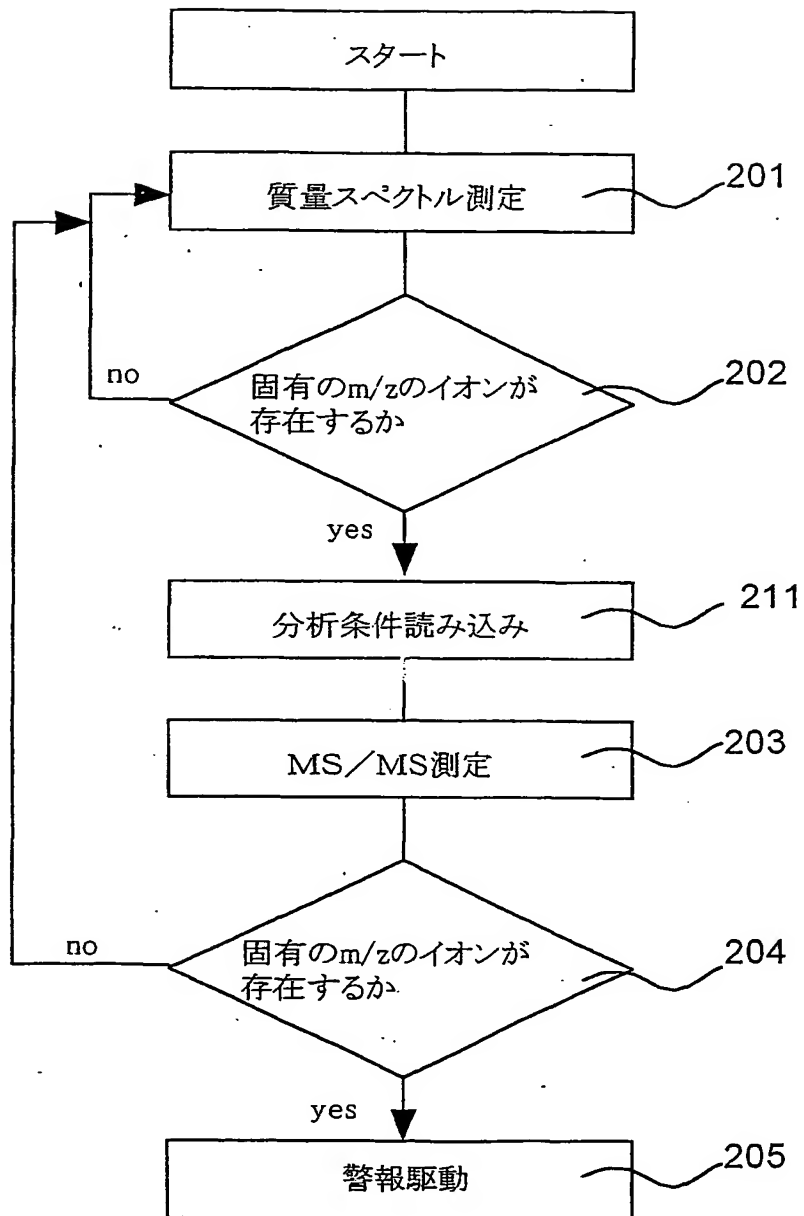 スタート
質量スペクトル測定
201
no
固有のm/zのイオンが
存在するか
202
yes
分析条件読み込み
211
MS／MS測定
203
no
固有のm/zのイオンが
存在するか
204
yes
警報駆動
205